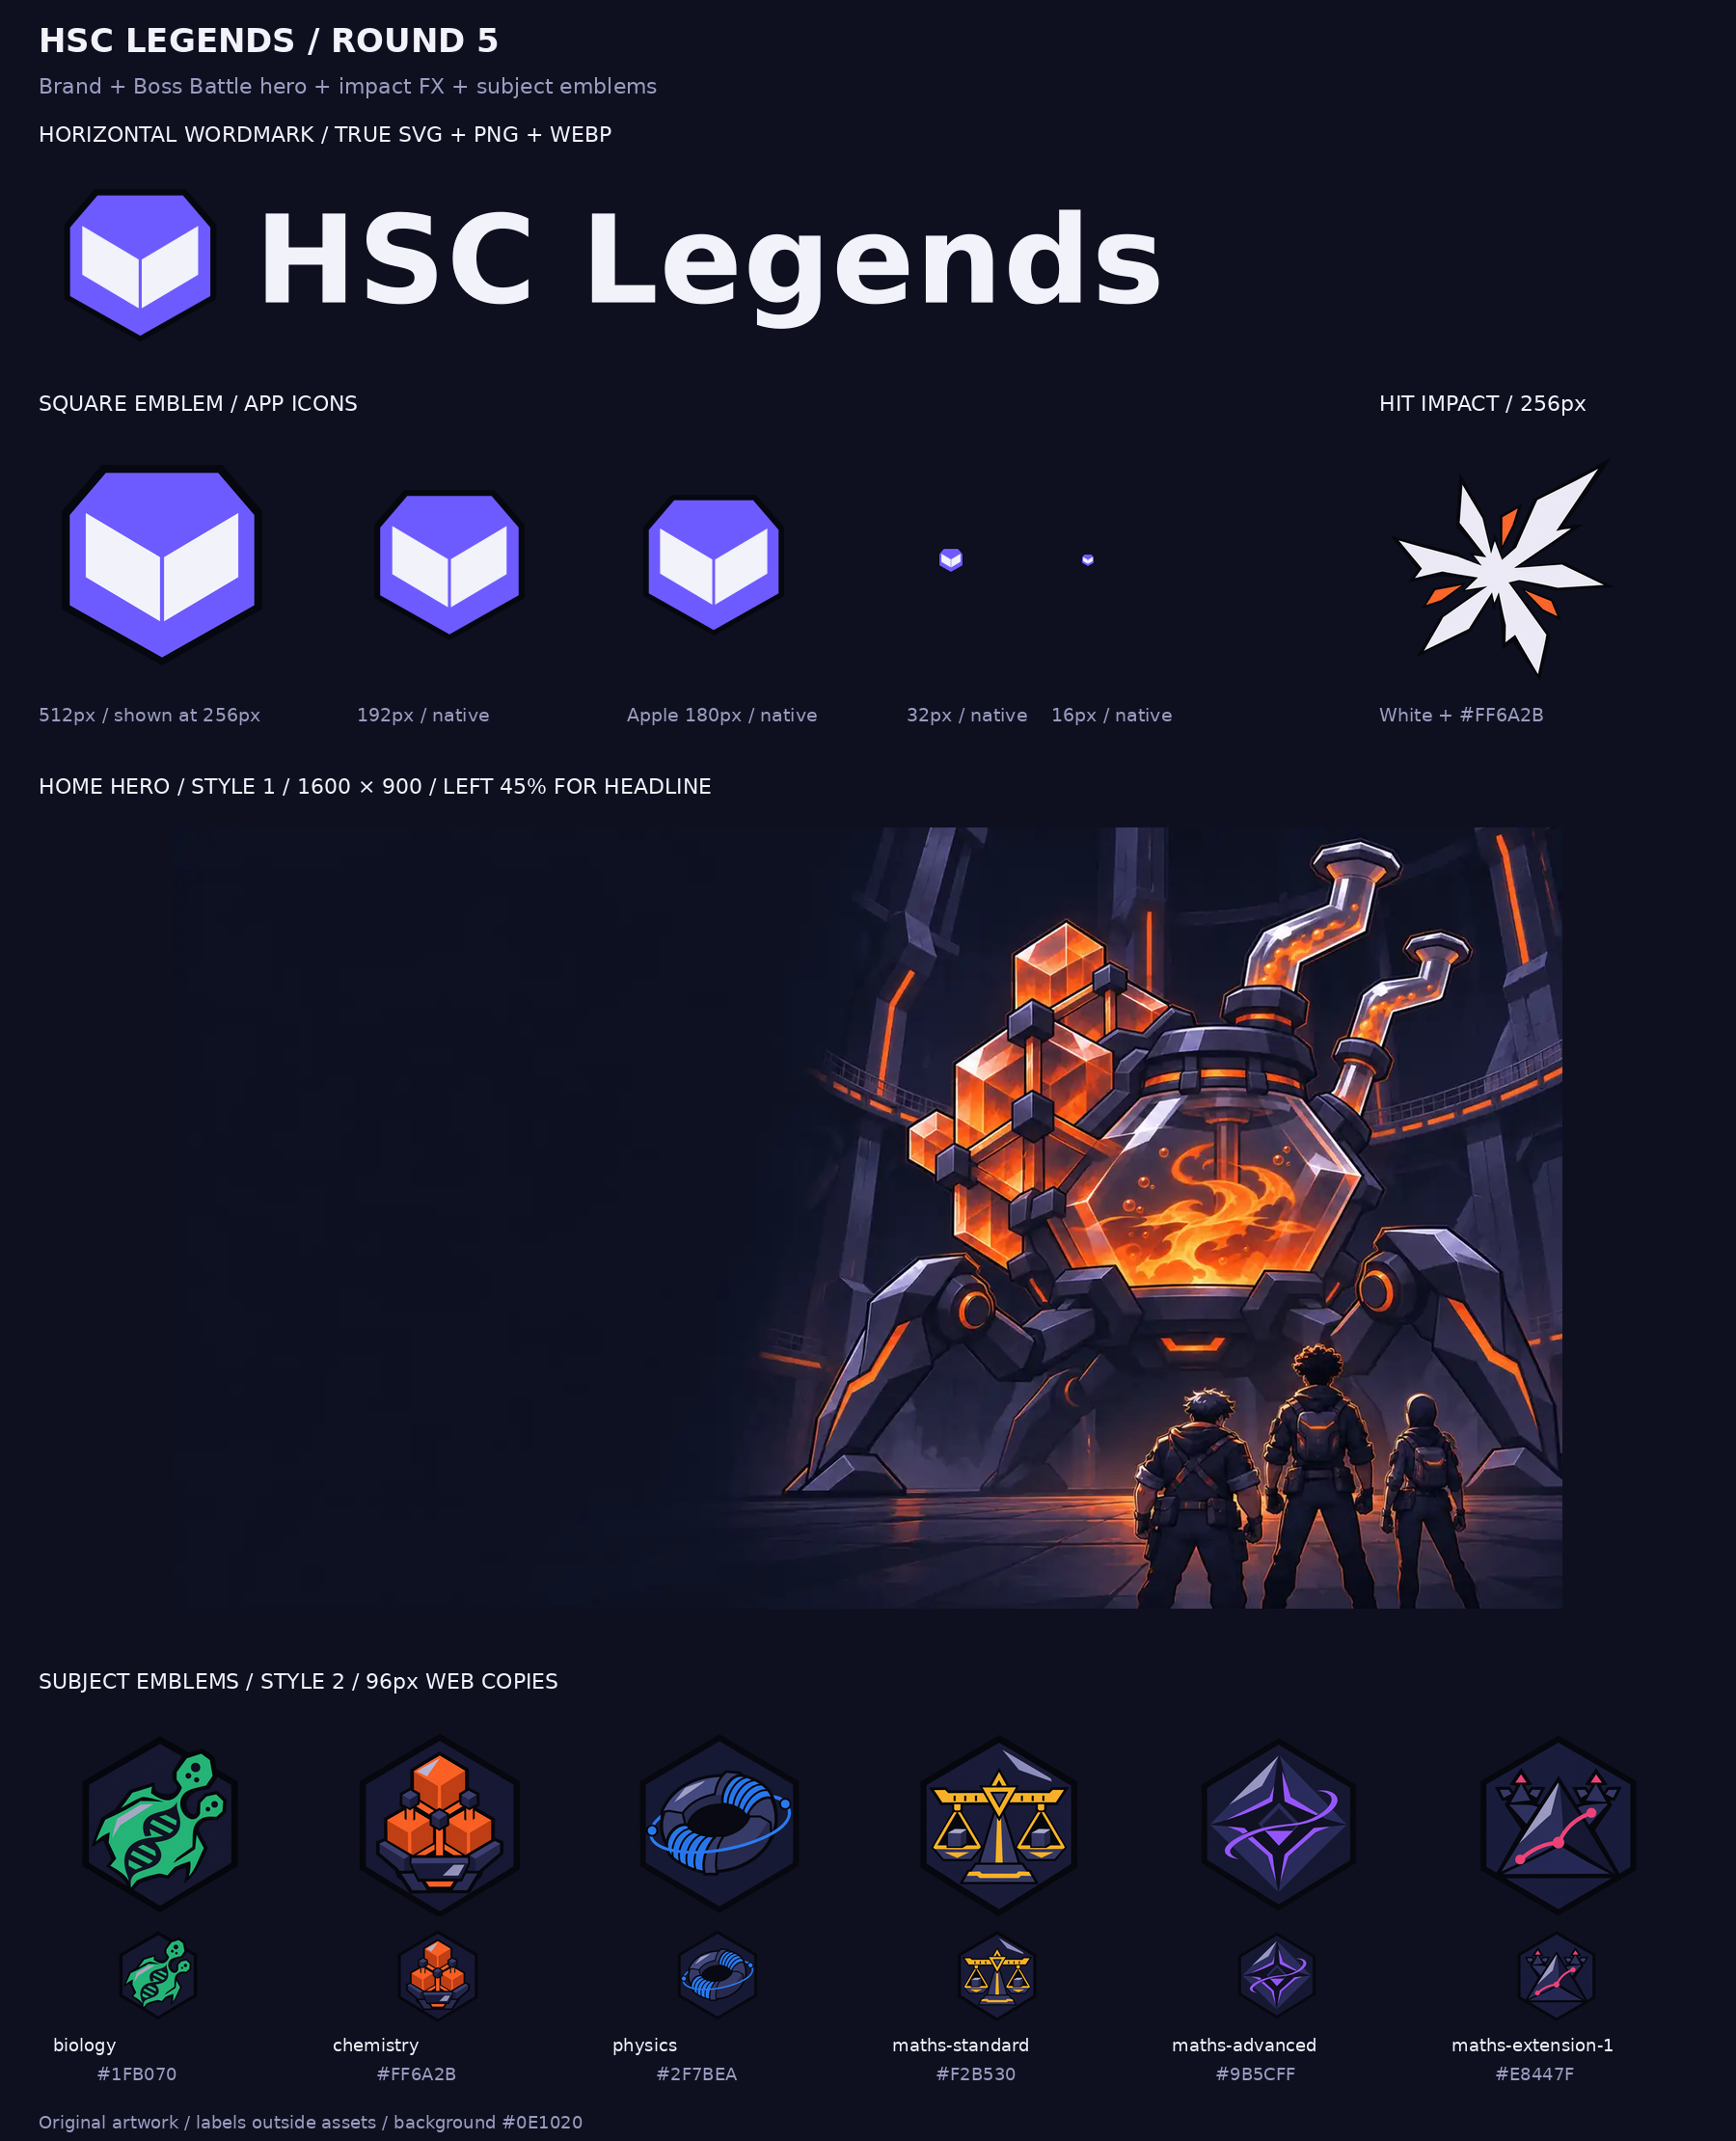 HSC LEGENDS / ROUND 5
Brand + Boss Battle hero + impact FX + subject emblems
HORIZONTAL WORDMARK / TRUE SVG + PNG + WEBP
HSC Legends
SQUARE EMBLEM / APP ICONS
HIT IMPACT / 256px
512px / shown at 256px
192px / native
Apple 180px / native
32px / native
16px / native
White + #FF6A2B
HOME HERO / STYLE 1 / 1600 × 900 / LEFT 45% FOR HEADLINE
SUBJECT EMBLEMS / STYLE 2 / 96px WEB COPIES
biology
#1FB070
chemistry
#FF6A2B
physics
#2F7BEA
maths-standard
#F2B530
maths-advanced
#9B5CFF
maths-extension-1
#E8447F
Original artwork / labels outside assets / background #0E1020